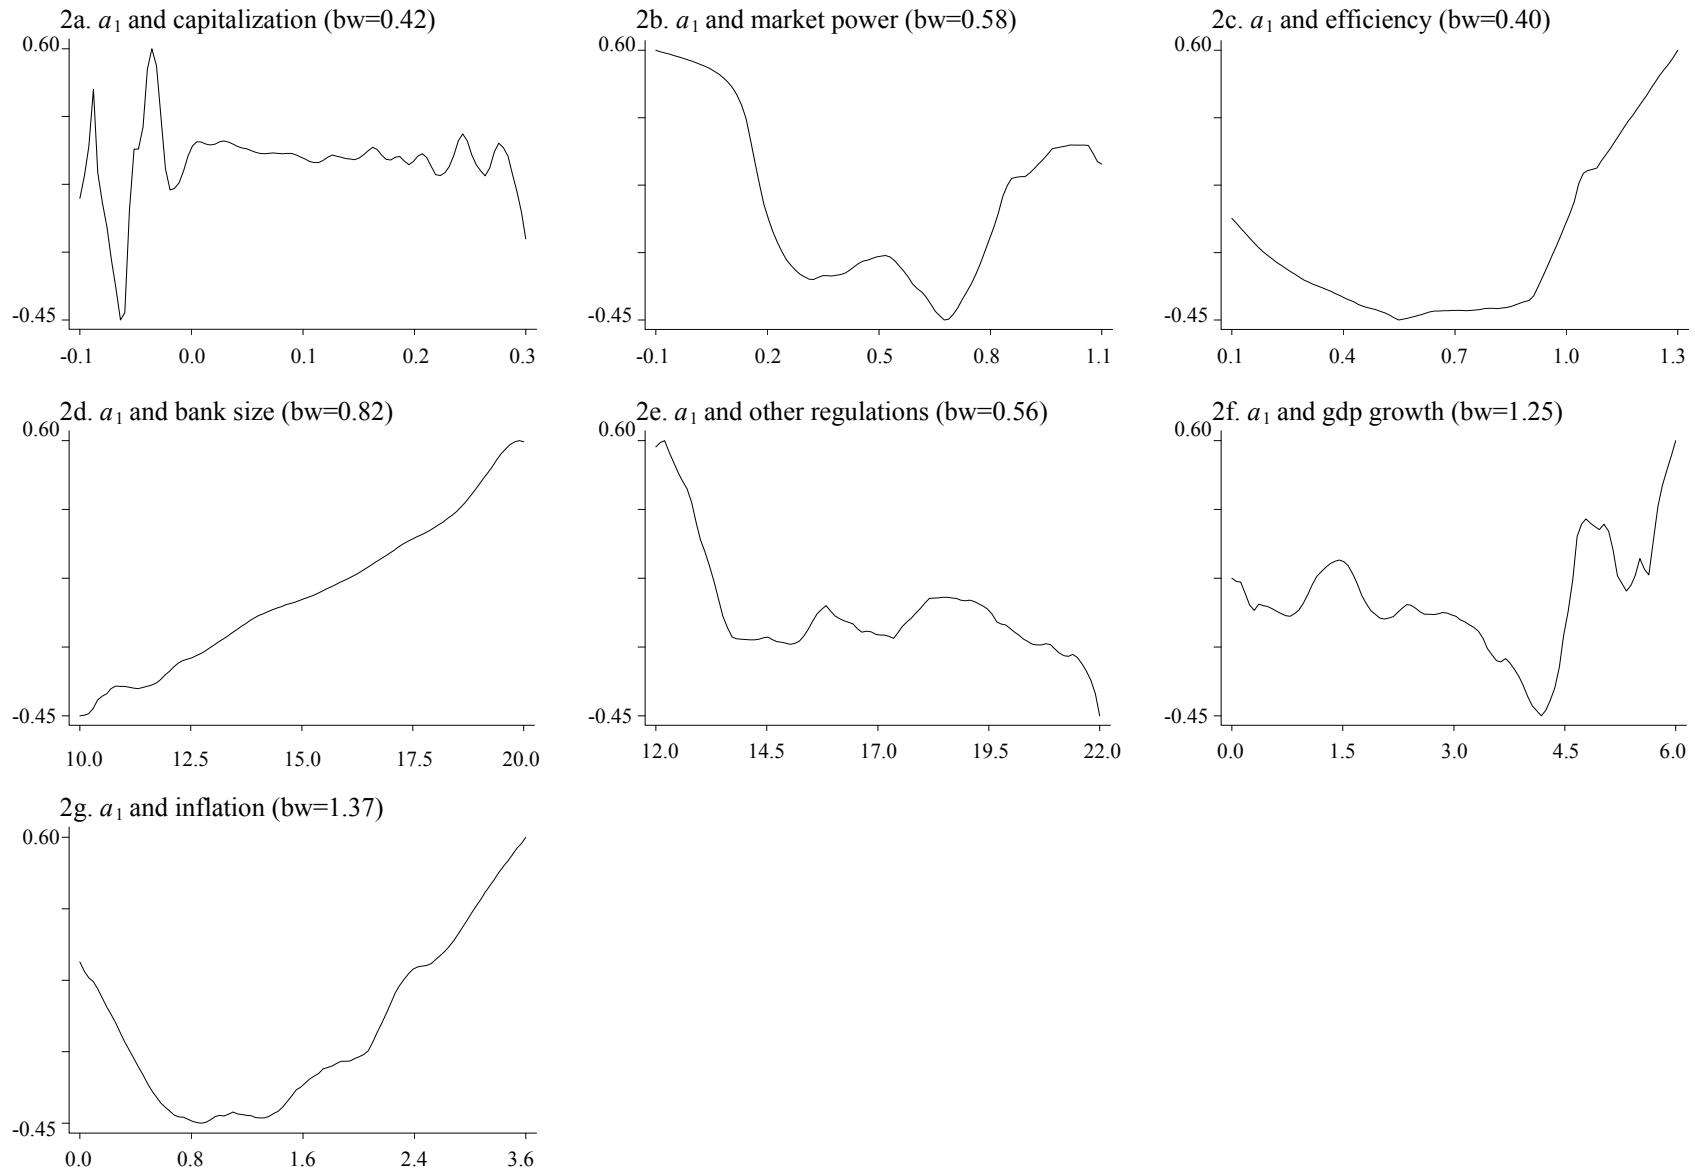 2a. a1 and capitalization (bw=0.42)
0.60
-0.45
-0.1 0.0 0.1 0.2 0.3
2b. a1 and market power (bw=0.58)
0.60
-0.45
-0.1 0.2 0.5 0.8 1.1
2c. a1 and efficiency (bw=0.40)
0.60
-0.45
0.1 0.4 0.7 1.0 1.3
2d. a1 and bank size (bw=0.82)
0.60
-0.45
10.0 12.5 15.0 17.5 20.0
2e. a1 and other regulations (bw=0.56)
0.60
-0.45
12.0 14.5 17.0 19.5 22.0
2f. a1 and gdp growth (bw=1.25)
0.60
-0.45
0.0 1.5 3.0 4.5 6.0
2g. a1 and inflation (bw=1.37)
0.60
-0.45
0.0 0.8 1.6 2.4 3.6